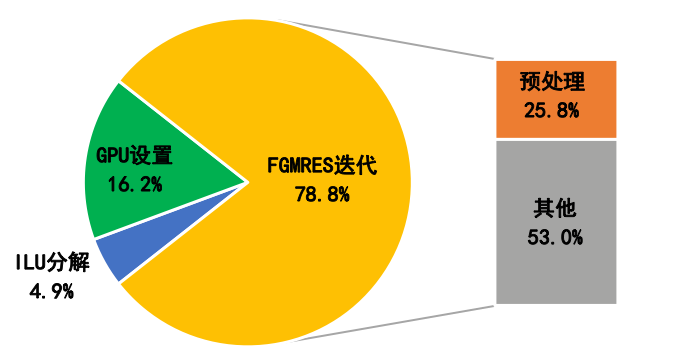 预处理
25.8%
GPU设置
16.2%
FGMRES迭代
78.8%
其他
53.0%
ILU分解
4.9%